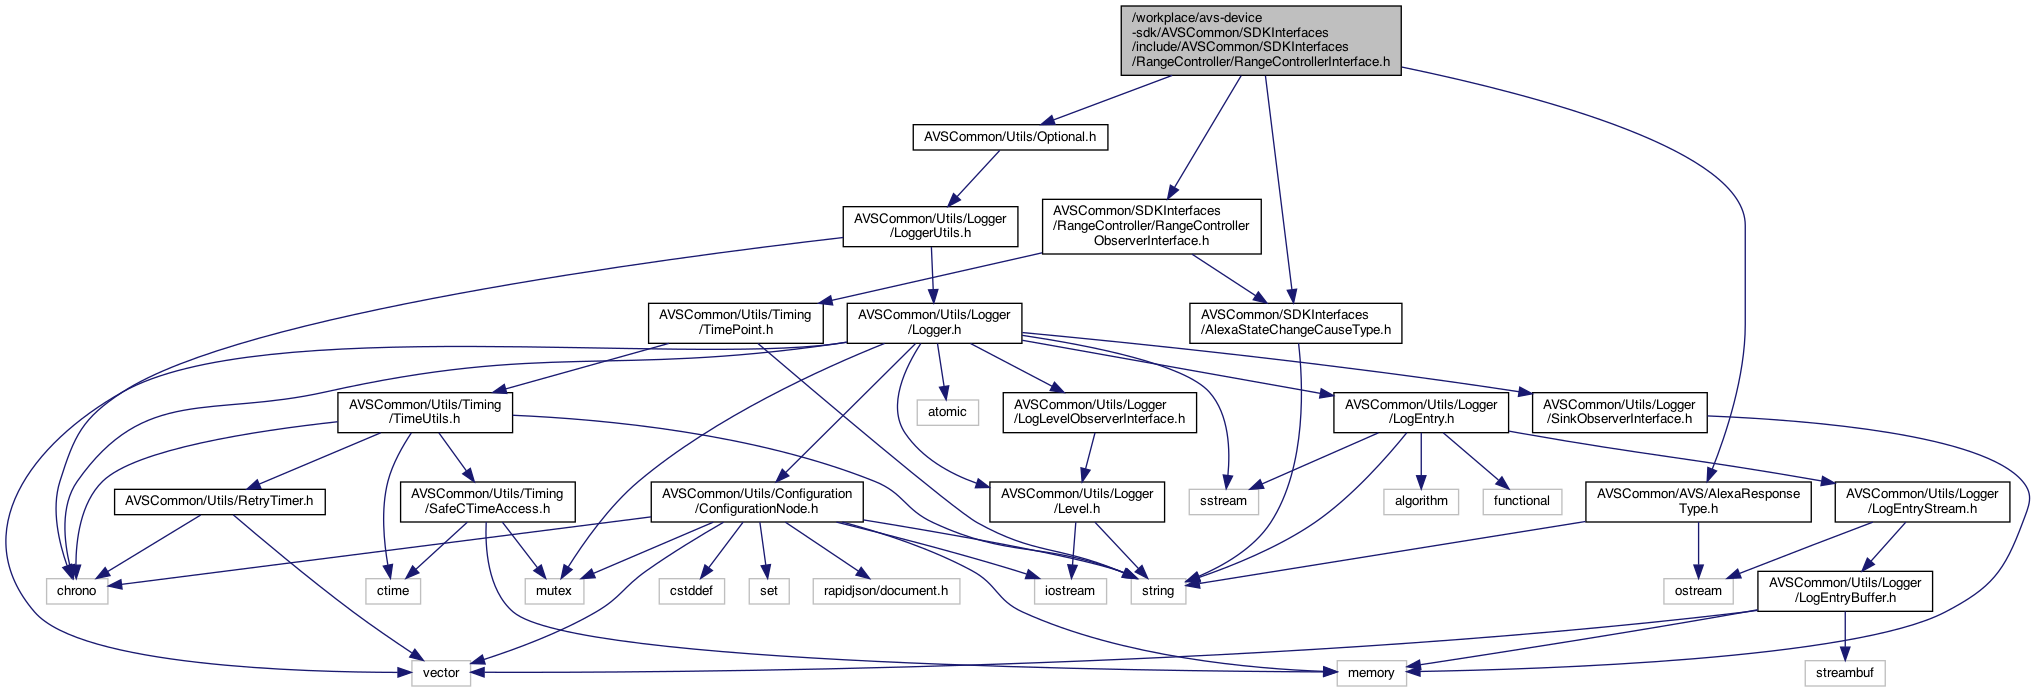 /workplace/avs-device
-sdk/AVSCommon/SDKInterfaces
/include/AVSCommon/SDKInterfaces
/RangeController/RangeControllerInterface.h
AVSCommon/Utils/Optional.h
AVSCommon/Utils/Logger
/LoggerUtils.h
AVSCommon/SDKInterfaces
/RangeController/RangeController
ObserverInterface.h
AVSCommon/Utils/Timing
/TimePoint.h
AVSCommon/Utils/Logger
/Logger.h
AVSCommon/SDKInterfaces
/AlexaStateChangeCauseType.h
AVSCommon/Utils/Timing
/TimeUtils.h
atomic
AVSCommon/Utils/Logger
/LogLevelObserverInterface.h
AVSCommon/Utils/Logger
/LogEntry.h
AVSCommon/Utils/Logger
/SinkObserverInterface.h
AVSCommon/Utils/RetryTimer.h
AVSCommon/Utils/Timing
/SafeCTimeAccess.h
AVSCommon/Utils/Configuration
/ConfigurationNode.h
AVSCommon/Utils/Logger
/Level.h
sstream
algorithm
functional
AVSCommon/AVS/AlexaResponse
Type.h
AVSCommon/Utils/Logger
/LogEntryStream.h
chrono
ctime
mutex
cstddef
set
rapidjson/document.h
iostream
string
ostream
AVSCommon/Utils/Logger
/LogEntryBuffer.h
vector
memory
streambuf